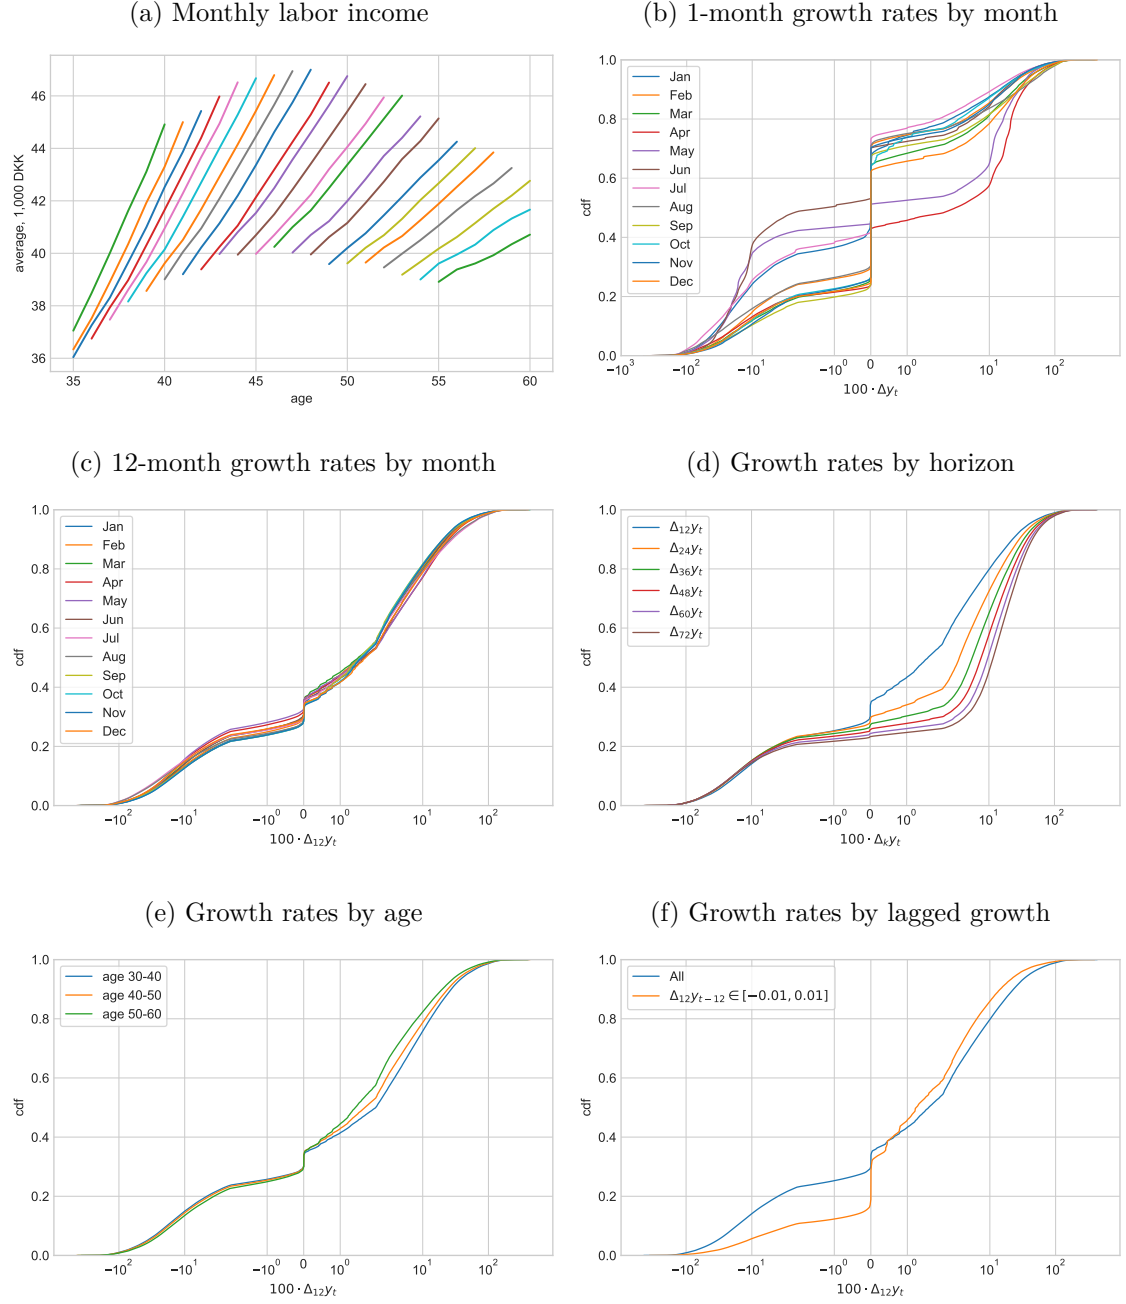 (a) Monthly labor income
46
44
42
40
38
36
average, 1,000 DKK
35
40
45
50
55
60
age
(b) 1-month growth rates by month
1.0
0.8
0.6
0.4
0.2
0.0
cdf
Jan
Feb
Mar
Apr
May
Jun
Jul
Aug
Sep
Oct
Nov
Dec
−10³
−10²
−10¹
−10⁰
0
10⁰
10¹
10²
100 · Δyₜ
(c) 12-month growth rates by month
1.0
0.8
0.6
0.4
0.2
0.0
cdf
Jan
Feb
Mar
Apr
May
Jun
Jul
Aug
Sep
Oct
Nov
Dec
−10²
−10¹
−10⁰
0
10⁰
10¹
10²
100 · Δ₁₂yₜ
(d) Growth rates by horizon
1.0
0.8
0.6
0.4
0.2
0.0
cdf
Δ₁₂yₜ
Δ₂₄yₜ
Δ₃₆yₜ
Δ₄₈yₜ
Δ₆₀yₜ
Δ₇₂yₜ
−10²
−10¹
−10⁰
0
10⁰
10¹
10²
100 · Δₖyₜ
(e) Growth rates by age
1.0
0.8
0.6
0.4
0.2
0.0
cdf
age 30-40
age 40-50
age 50-60
−10²
−10¹
−10⁰
0
10⁰
10¹
10²
100 · Δ₁₂yₜ
(f) Growth rates by lagged growth
1.0
0.8
0.6
0.4
0.2
0.0
cdf
All
Δ₁₂yₜ₋₁₂ ∈ [−0.01, 0.01]
−10²
−10¹
−10⁰
0
10⁰
10¹
10²
100 · Δ₁₂yₜ